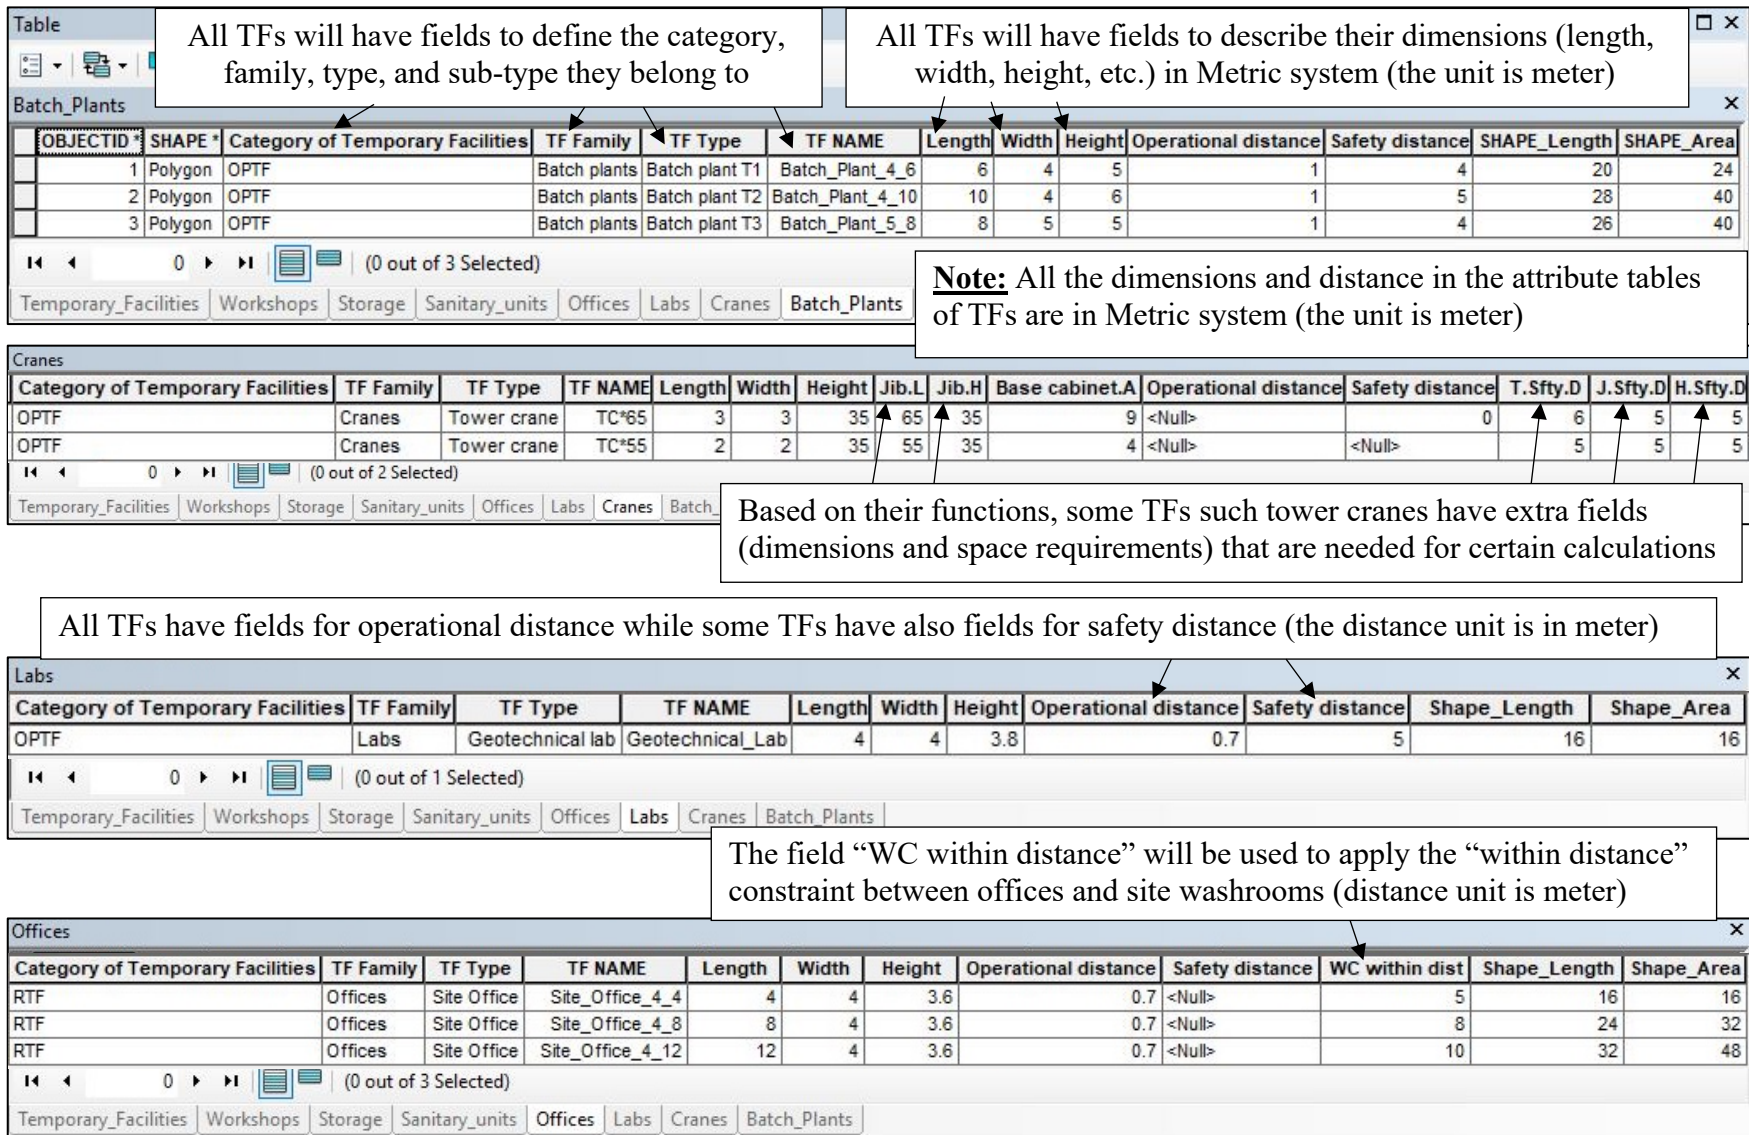 Table
All TFs will have fields to define the category,
family, type, and sub-type they belong to
All TFs will have fields to describe their dimensions (length,
width, height, etc.) in Metric system (the unit is meter)
Batch_Plants
OBJECTID * SHAPE * Category of Temporary Facilities TF Family TF Type TF NAME Length Width Height Operational distance Safety distance SHAPE_Length SHAPE_Area
1 Polygon OPTF Batch plants Batch plant T1 Batch_Plant_4_6 6 4 5 1 4 20 24
2 Polygon OPTF Batch plants Batch plant T2 Batch_Plant_4_10 10 4 6 1 5 28 40
3 Polygon OPTF Batch plants Batch plant T3 Batch_Plant_5_8 8 5 5 1 4 26 40
0 (0 out of 3 Selected)
Temporary_Facilities Workshops Storage Sanitary_units Offices Labs Cranes Batch_Plants
Note: All the dimensions and distance in the attribute tables
of TFs are in Metric system (the unit is meter)
Cranes
Category of Temporary Facilities TF Family TF Type TF NAME Length Width Height Jib.L Jib.H Base cabinet.A Operational distance Safety distance T.Sfty.D J.Sfty.D H.Sfty.D
OPTF Cranes Tower crane TC*65 3 3 35 65 35 9 <Null> 0 6 5 5
OPTF Cranes Tower crane TC*55 2 2 35 55 35 4 <Null> <Null> 5 5 5
0 (0 out of 2 Selected)
Temporary_Facilities Workshops Storage Sanitary_units Offices Labs Cranes Batch_
Based on their functions, some TFs such tower cranes have extra fields
(dimensions and space requirements) that are needed for certain calculations
All TFs have fields for operational distance while some TFs have also fields for safety distance (the distance unit is in meter)
Labs
Category of Temporary Facilities TF Family TF Type TF NAME Length Width Height Operational distance Safety distance Shape_Length Shape_Area
OPTF Labs Geotechnical lab Geotechnical_Lab 4 4 3.8 0.7 5 16 16
0 (0 out of 1 Selected)
Temporary_Facilities Workshops Storage Sanitary_units Offices Labs Cranes Batch_Plants
The field “WC within distance” will be used to apply the “within distance”
constraint between offices and site washrooms (distance unit is meter)
Offices
Category of Temporary Facilities TF Family TF Type TF NAME Length Width Height Operational distance Safety distance WC within dist Shape_Length Shape_Area
RTF Offices Site Office Site_Office_4_4 4 4 3.6 0.7 <Null> 5 16 16
RTF Offices Site Office Site_Office_4_8 8 4 3.6 0.7 <Null> 8 24 32
RTF Offices Site Office Site_Office_4_12 12 4 3.6 0.7 <Null> 10 32 48
0 (0 out of 3 Selected)
Temporary_Facilities Workshops Storage Sanitary_units Offices Labs Cranes Batch_Plants